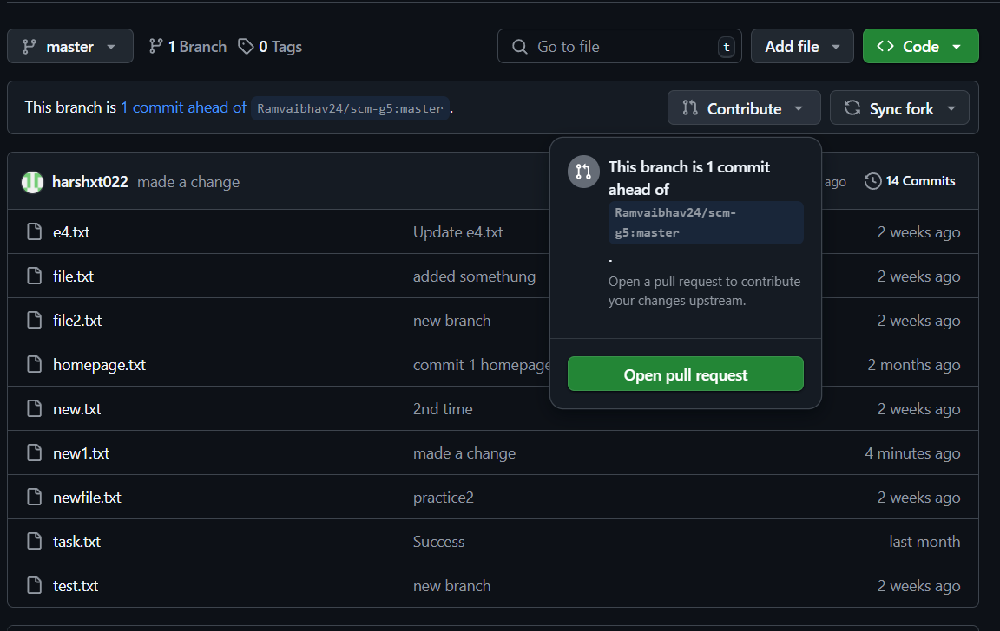 master 1 Branch 0 Tags Go to file t Add file Code
This branch is 1 commit ahead of Ramvaibhav24/scm-g5:master . Contribute Sync fork
harshxt022 made a change ago 14 Commits
This branch is 1 commit
ahead of
Ramvaibhav24/scm-
g5:master
.
Open a pull request to contribute
your changes upstream.
Open pull request
e4.txt Update e4.txt 2 weeks ago
file.txt added somethung 2 weeks ago
file2.txt new branch 2 weeks ago
homepage.txt commit 1 homepage 2 months ago
new.txt 2nd time 2 weeks ago
new1.txt made a change 4 minutes ago
newfile.txt practice2 2 weeks ago
task.txt Success last month
test.txt new branch 2 weeks ago